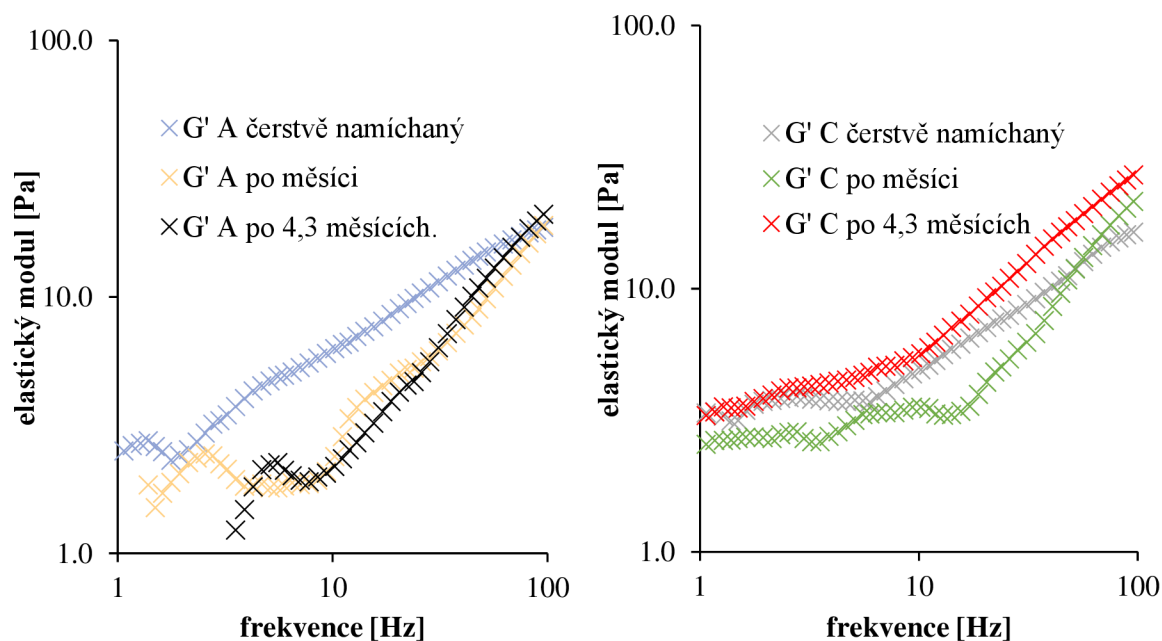 100.0
10.0
1.0
elastický modul [Pa]
G' A čerstvě namíchaný
G' A po měsíci
G' A po 4,3 měsících.
1
10
100
frekvence [Hz]
100.0
10.0
1.0
elastický modul [Pa]
G' C čerstvě namíchaný
G' C po měsíci
G' C po 4,3 měsících
1
10
100
frekvence [Hz]